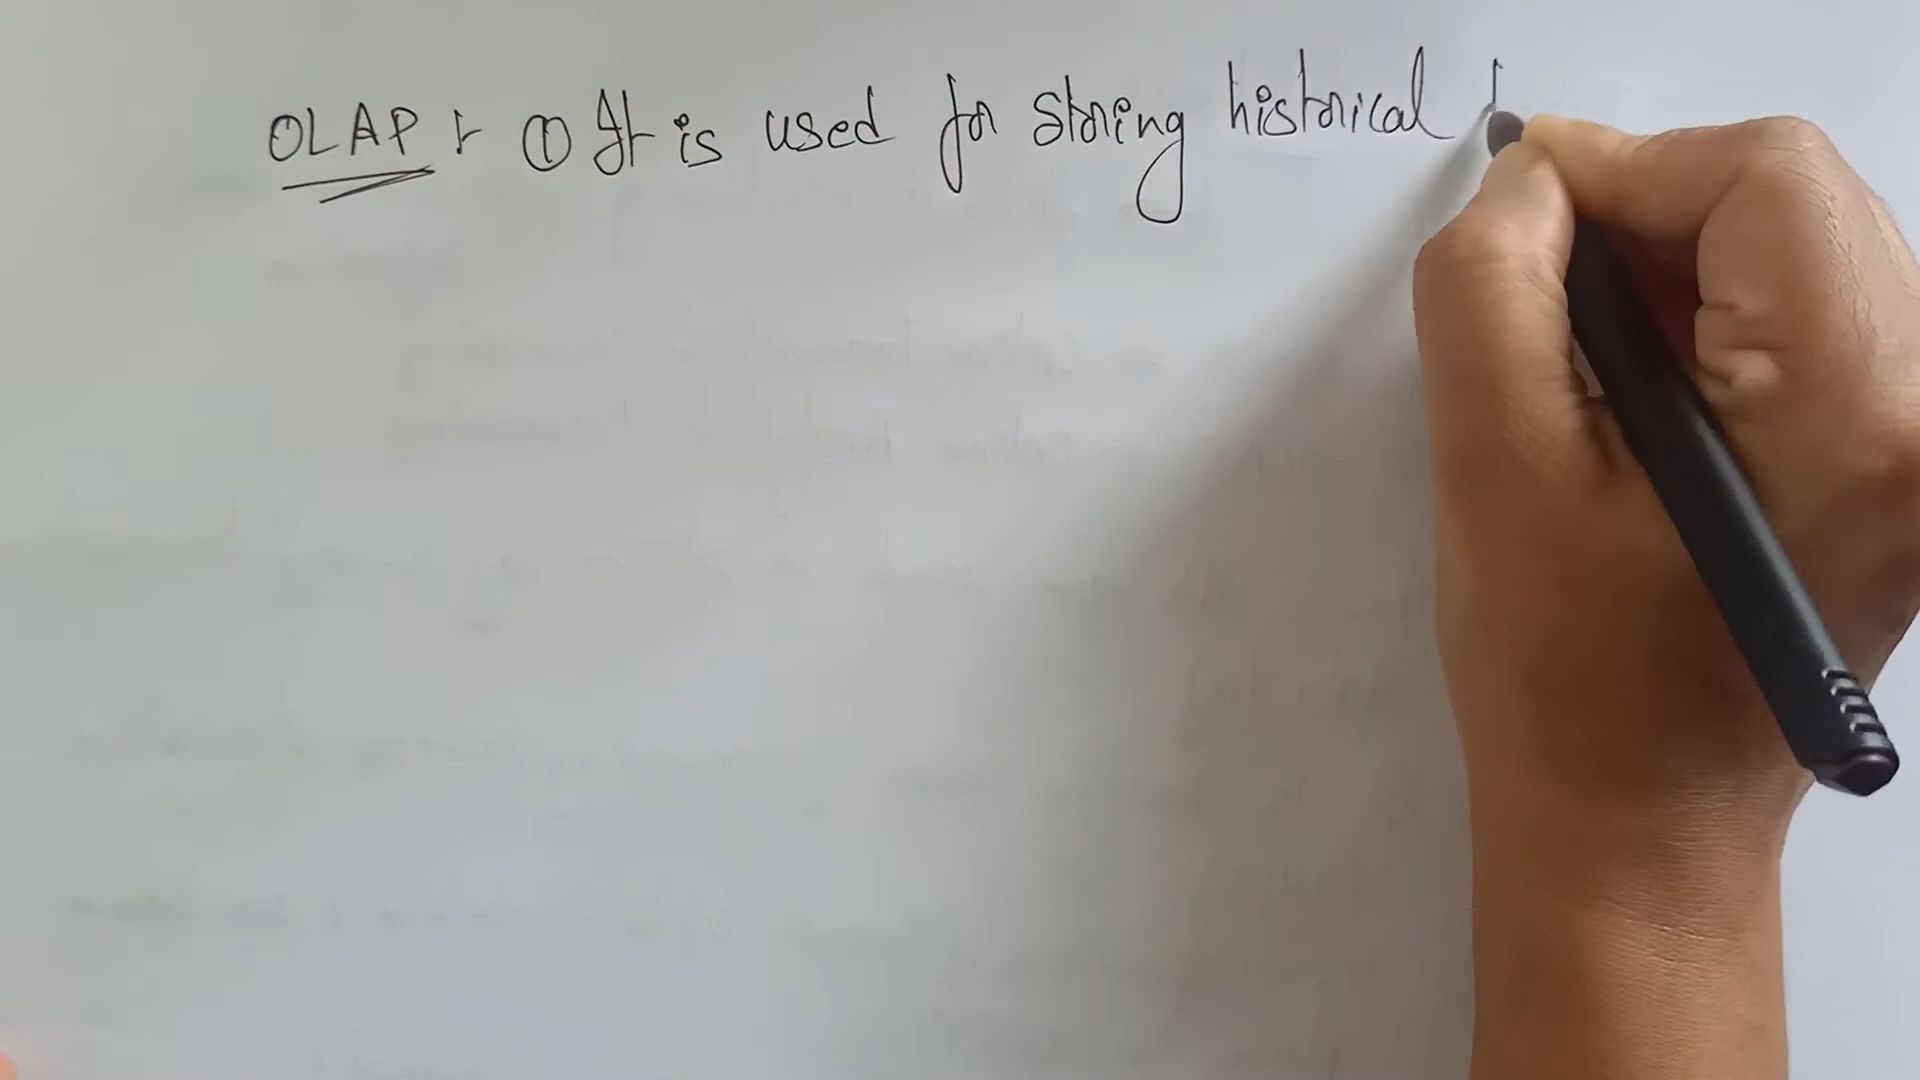 OLAP :- ① It is used for storing historical